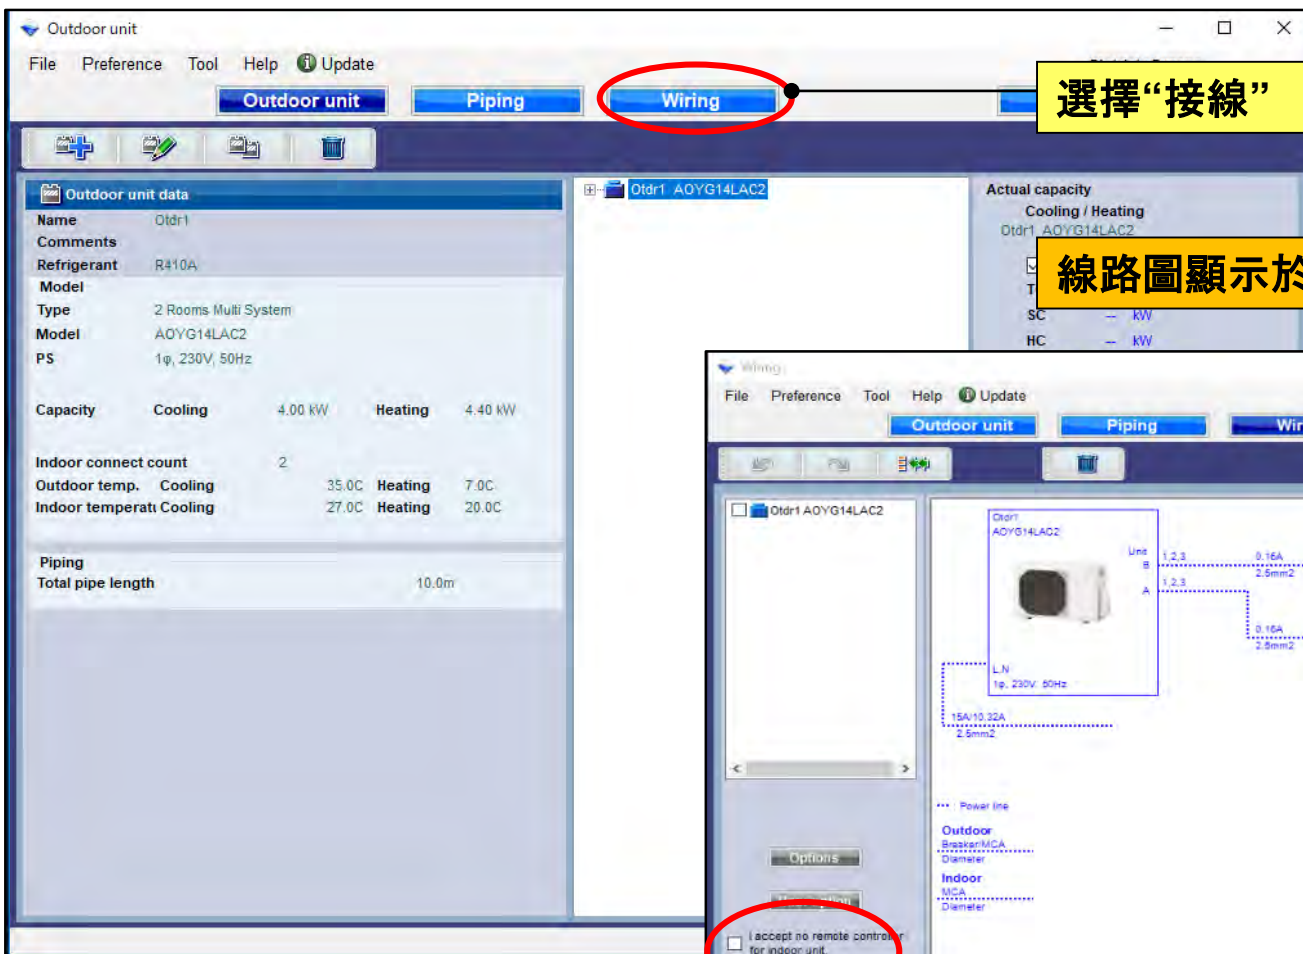 Outdoor unit
File Preference Tool Help Update
Outdoor unit Piping Wiring
選擇“接線”
Outdoor unit data
Name Otdr1
Comments
Refrigerant R410A
Model
Type 2 Rooms Multi System
Model AOYG14LAC2
PS 1φ, 230V, 50Hz
Capacity Cooling 4.00 kW Heating 4.40 kW
Indoor connect count 2
Outdoor temp. Cooling 35.0C Heating 7.0C
Indoor temperatu Cooling 27.0C Heating 20.0C
Piping
Total pipe length 10.0m
Otdr1 AOYG14LAC2
Actual capacity
Cooling / Heating
Otdr1 AOYG14LAC2
線路圖顯示於
SC -- kW
HC -- kW
Wiring
File Preference Tool Help Update
Outdoor unit Piping Wir
Otdr1 AOYG14LAC2
Otdr1
AOYG14LAC2
Unit
B 1,2,3 0.16A
2.5mm2
A 1,2,3
0.16A
2.5mm2
L,N
1φ, 230V, 50Hz
15A/10.32A
2.5mm2
Power line
Outdoor
Breaker/MCA
Diameter
Indoor
MCA
Diameter
Options
I accept no remote controller
for indoor unit.